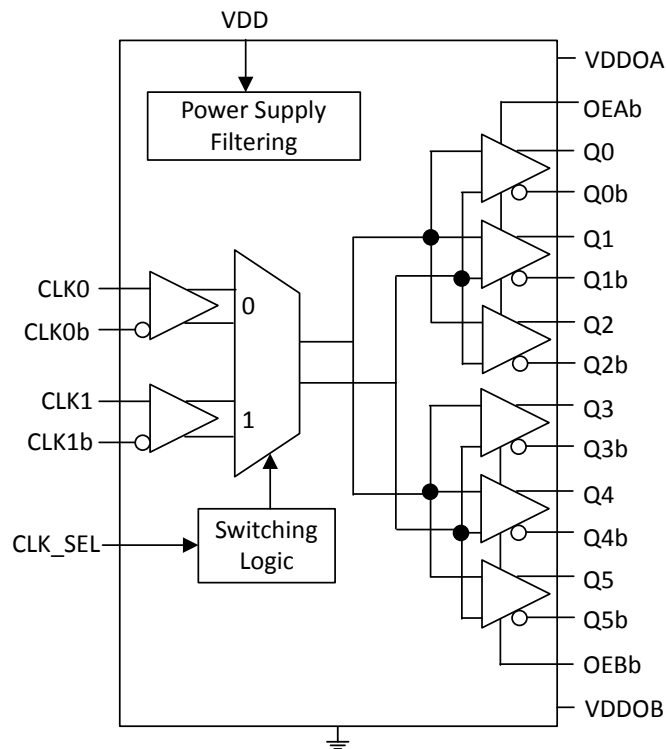 VDD
VDDOA
Power Supply
Filtering
OEAb
Q0
Q0b
Q1
Q1b
Q2
Q2b
CLK0
CLK0b
0
CLK1
CLK1b
1
Q3
Q3b
Q4
Q4b
Q5
Q5b
CLK_SEL
Switching
Logic
OEBb
VDDOB